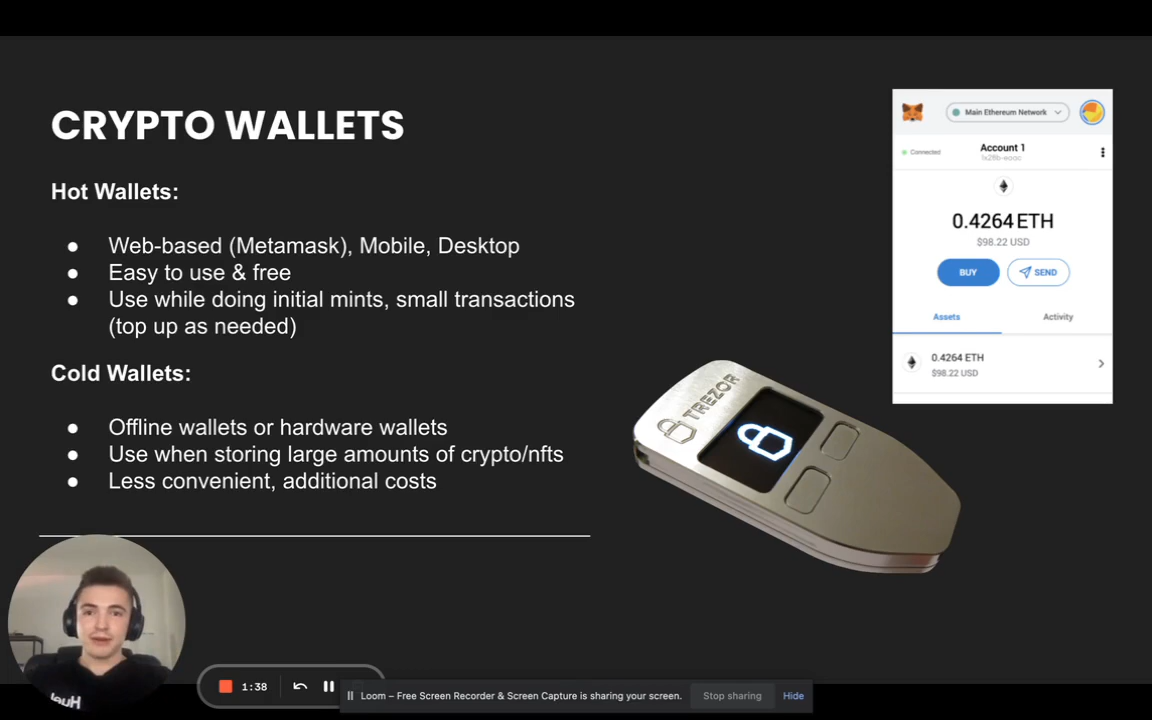 CRYPTO WALLETS
Hot Wallets:
● Web-based (Metamask), Mobile, Desktop
● Easy to use & free
● Use while doing initial mints, small transactions
(top up as needed)
Cold Wallets:
● Offline wallets or hardware wallets
● Use when storing large amounts of crypto/nfts
● Less convenient, additional costs
Main Ethereum Network
Connected
Account 1
0.4264 ETH
$98.22 USD
BUY
SEND
Assets
Activity
0.4264 ETH
$98.22 USD
TREZOR
1:38
Loom – Free Screen Recorder & Screen Capture is sharing your screen.
Stop sharing
Hide